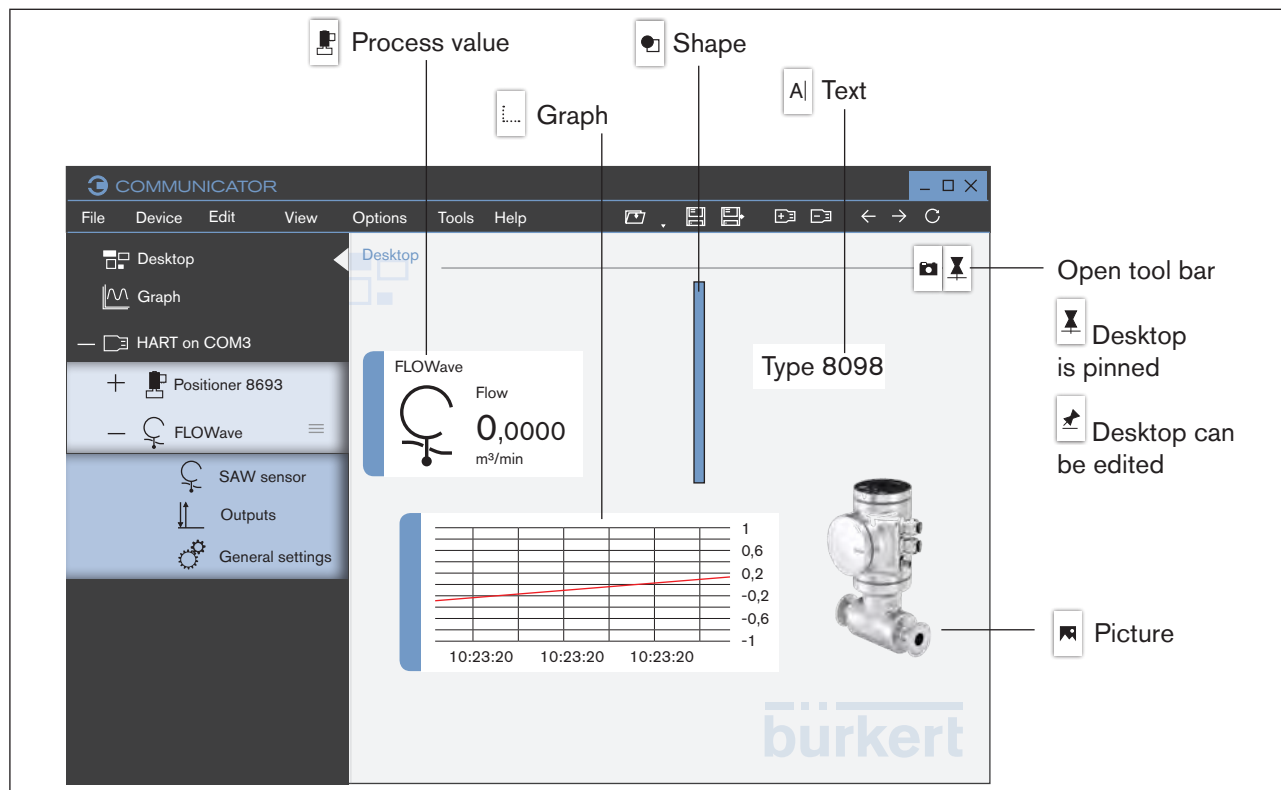 Process value
Shape
A| Text
Graph
COMMUNICATOR
File Device Edit View Options Tools Help
Desktop
Graph
HART on COM3
Positioner 8693
FLOWave
SAW sensor
Outputs
General settings
Desktop
FLOWave
Flow
0,0000
m³/min
Type 8098
1
0,6
0,2
-0,2
-0,6
-1
10:23:20 10:23:20 10:23:20
bürkert
Open tool bar
Desktop
is pinned
Desktop can
be edited
Picture